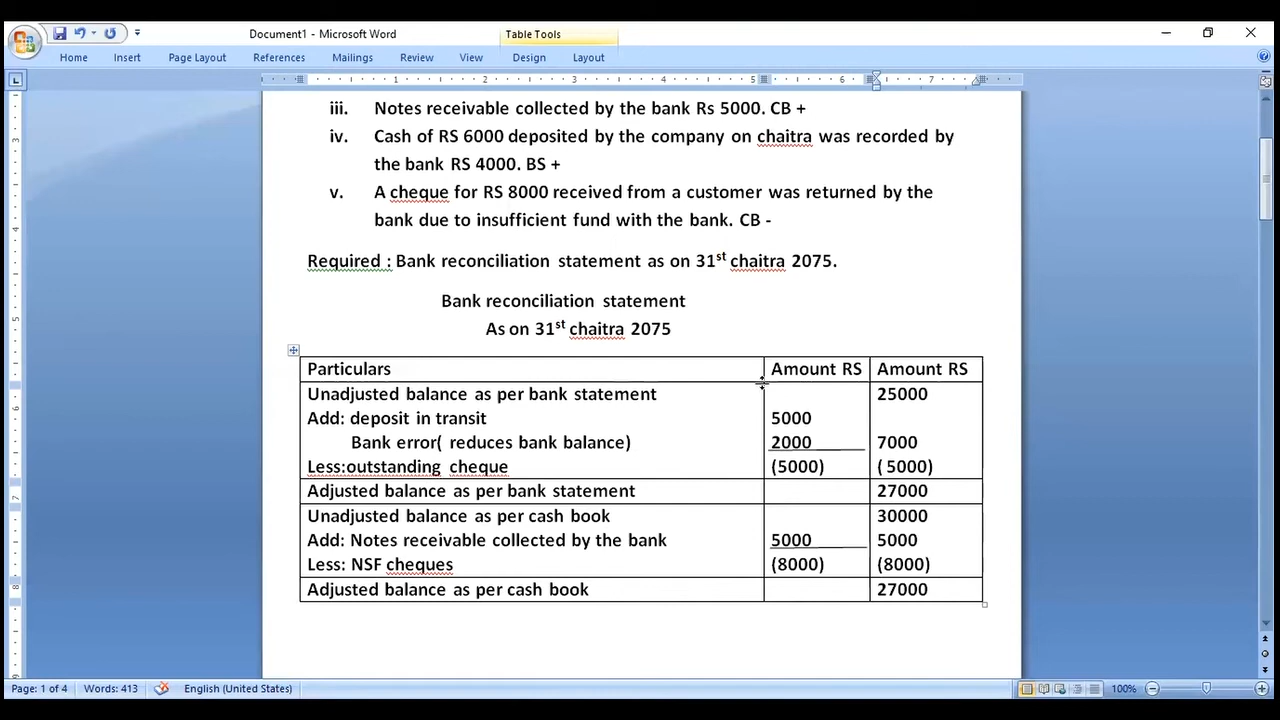 Document1 - Microsoft Word
Table Tools
Home Insert Page Layout References Mailings Review View Design Layout
1 2 3 4 5 6 7
iii. Notes receivable collected by the bank Rs 5000. CB +
iv. Cash of RS 6000 deposited by the company on chaitra was recorded by
the bank RS 4000. BS +
v. A cheque for RS 8000 received from a customer was returned by the
bank due to insufficient fund with the bank. CB -
Required : Bank reconciliation statement as on 31st chaitra 2075.
Bank reconciliation statement
As on 31st chaitra 2075
Particulars Amount RS Amount RS
Unadjusted balance as per bank statement 25000
Add: deposit in transit 5000
Bank error( reduces bank balance) 2000 7000
Less:outstanding cheque (5000) ( 5000)
Adjusted balance as per bank statement 27000
Unadjusted balance as per cash book 30000
Add: Notes receivable collected by the bank 5000 5000
Less: NSF cheques (8000) (8000)
Adjusted balance as per cash book 27000
Page: 1 of 4 Words: 413 English (United States) 100%